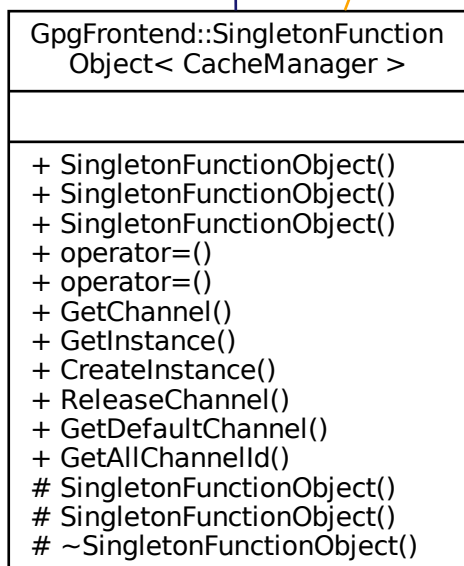 GpgFrontend::SingletonFunction
Object< CacheManager >
+ SingletonFunctionObject()
+ SingletonFunctionObject()
+ SingletonFunctionObject()
+ operator=()
+ operator=()
+ GetChannel()
+ GetInstance()
+ CreateInstance()
+ ReleaseChannel()
+ GetDefaultChannel()
+ GetAllChannelId()
# SingletonFunctionObject()
# SingletonFunctionObject()
# ~SingletonFunctionObject()